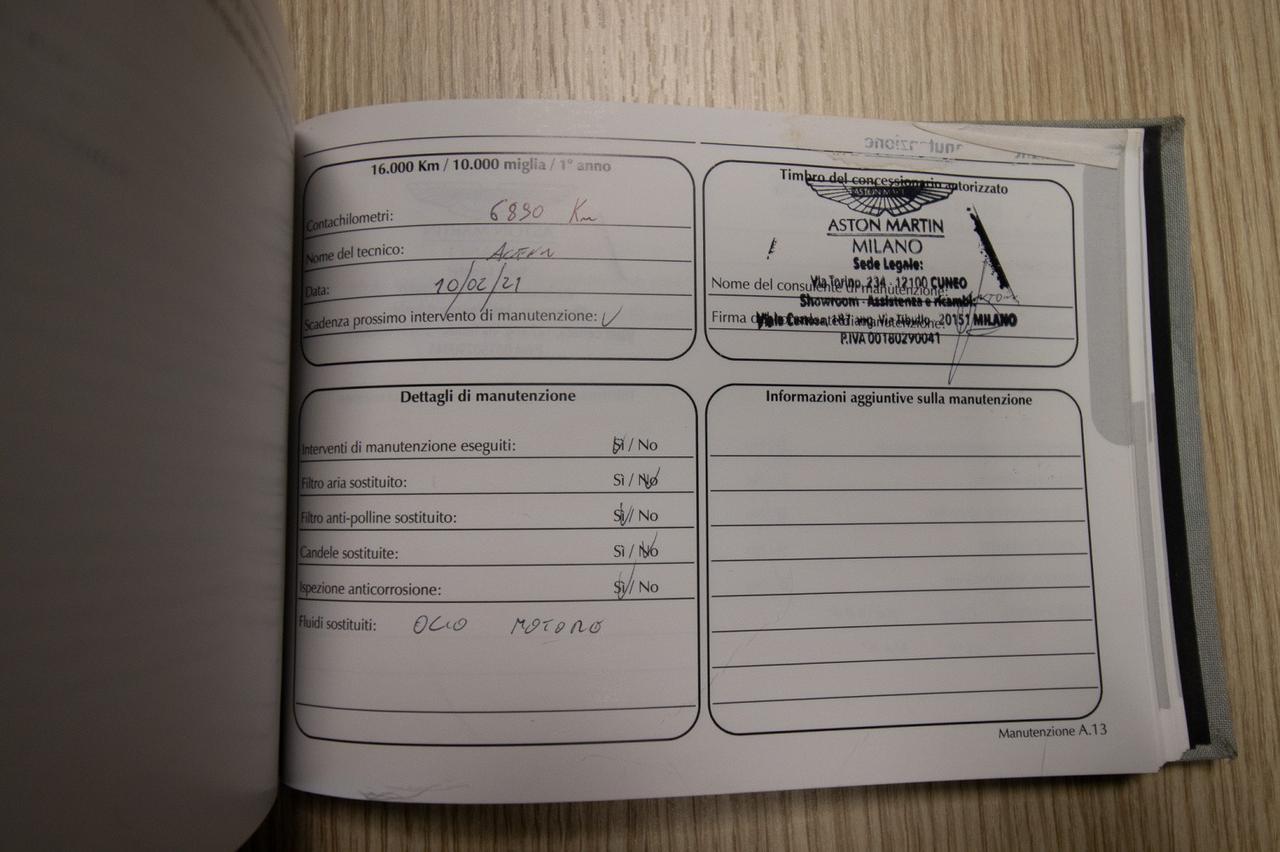 16.000 Km / 10.000 miglia / 1° anno
Contachilometri: 6890 Km
Nome del tecnico:
Data: 10/02/21
Scadenza prossimo intervento di manutenzione:
Timbro del concessionario autorizzato
ASTON MARTIN
ASTON MARTIN
MILANO
Sede Legale:
Via Torino, 234 - 12100 CUNEO
Nome del consulente di manutenzione:
Showroom - Assistenza e ricambi:
Firma di manutenzione:
Viale Certosa, 187 ang. Via Tibullo 20151 MILANO
P.IVA 00180290041
Dettagli di manutenzione
Interventi di manutenzione eseguiti: Sì / No
Filtro aria sostituito: Sì / No
Filtro anti-polline sostituito: Sì / No
Candele sostituite: Sì / No
Ispezione anticorrosione: Sì / No
Fluidi sostituiti: OLIO MOTORE
Informazioni aggiuntive sulla manutenzione
Manutenzione A.13